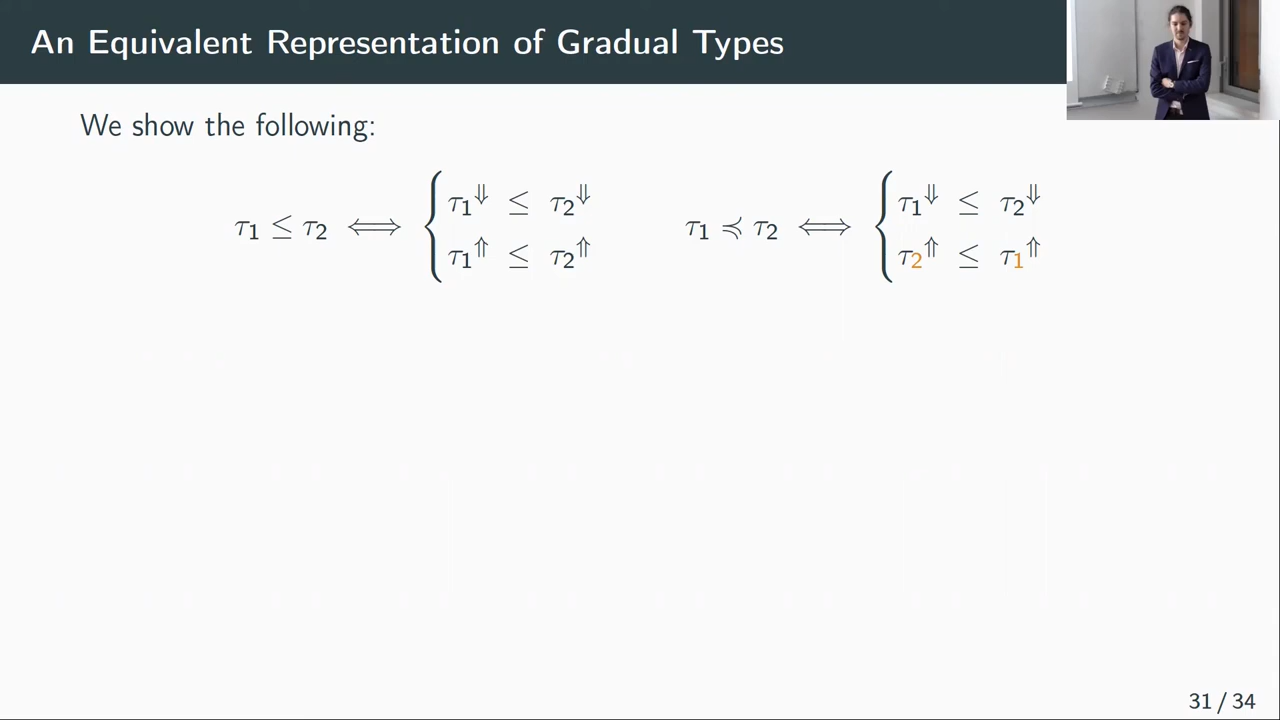 An Equivalent Representation of Gradual Types
We show the following:
τ₁ ≤ τ₂ ⟺ { τ₁⇓ ≤ τ₂⇓ τ₁ ≼ τ₂ ⟺ { τ₁⇓ ≤ τ₂⇓
τ₁⇑ ≤ τ₂⇑ τ₂⇑ ≤ τ₁⇑
31 / 34